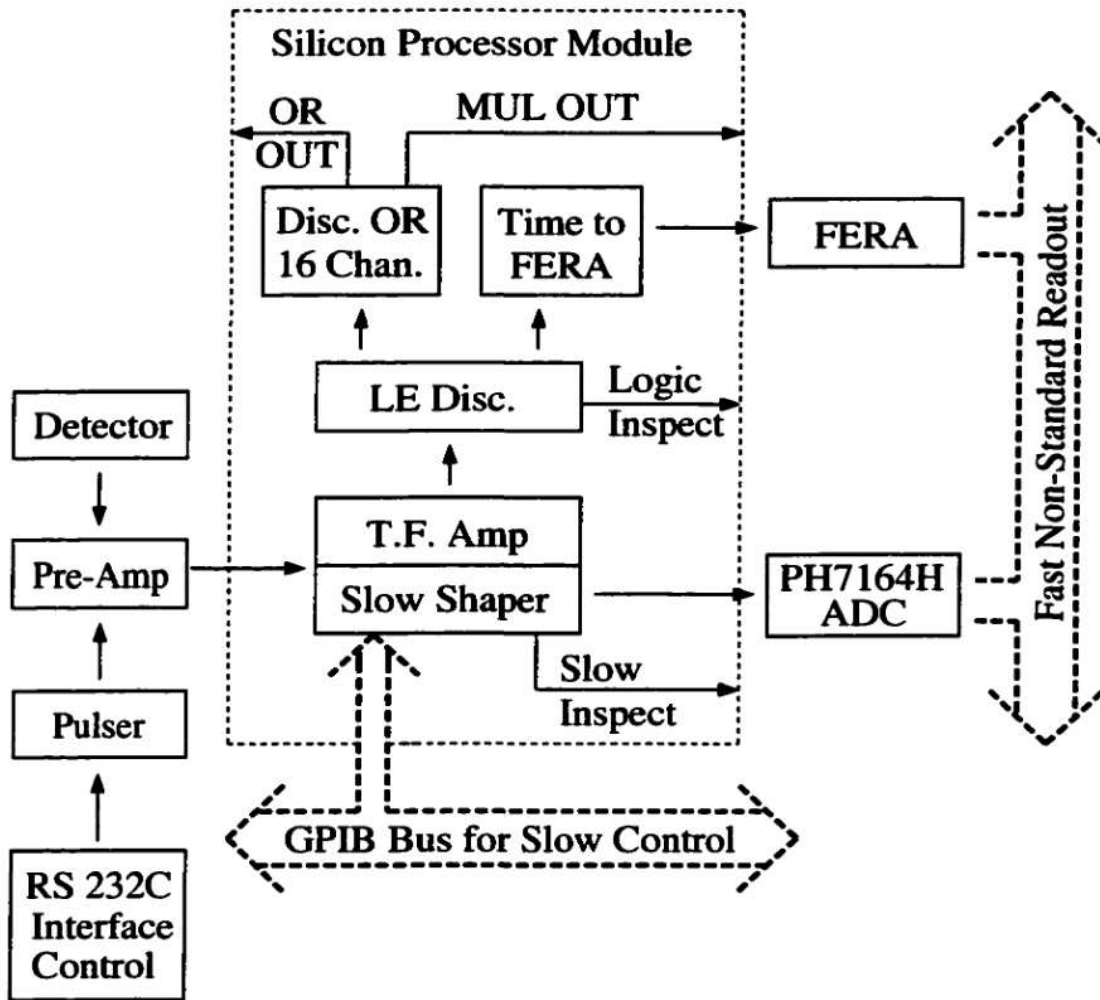 Silicon Processor Module
OR
OUT
MUL OUT
Disc. OR
16 Chan.
Time to
FERA
FERA
LE Disc.
Logic
Inspect
Detector
Pre-Amp
T.F. Amp
Slow Shaper
PH7164H
ADC
Slow
Inspect
Pulser
GPIB Bus for Slow Control
RS 232C
Interface
Control
Fast Non-Standard Readout